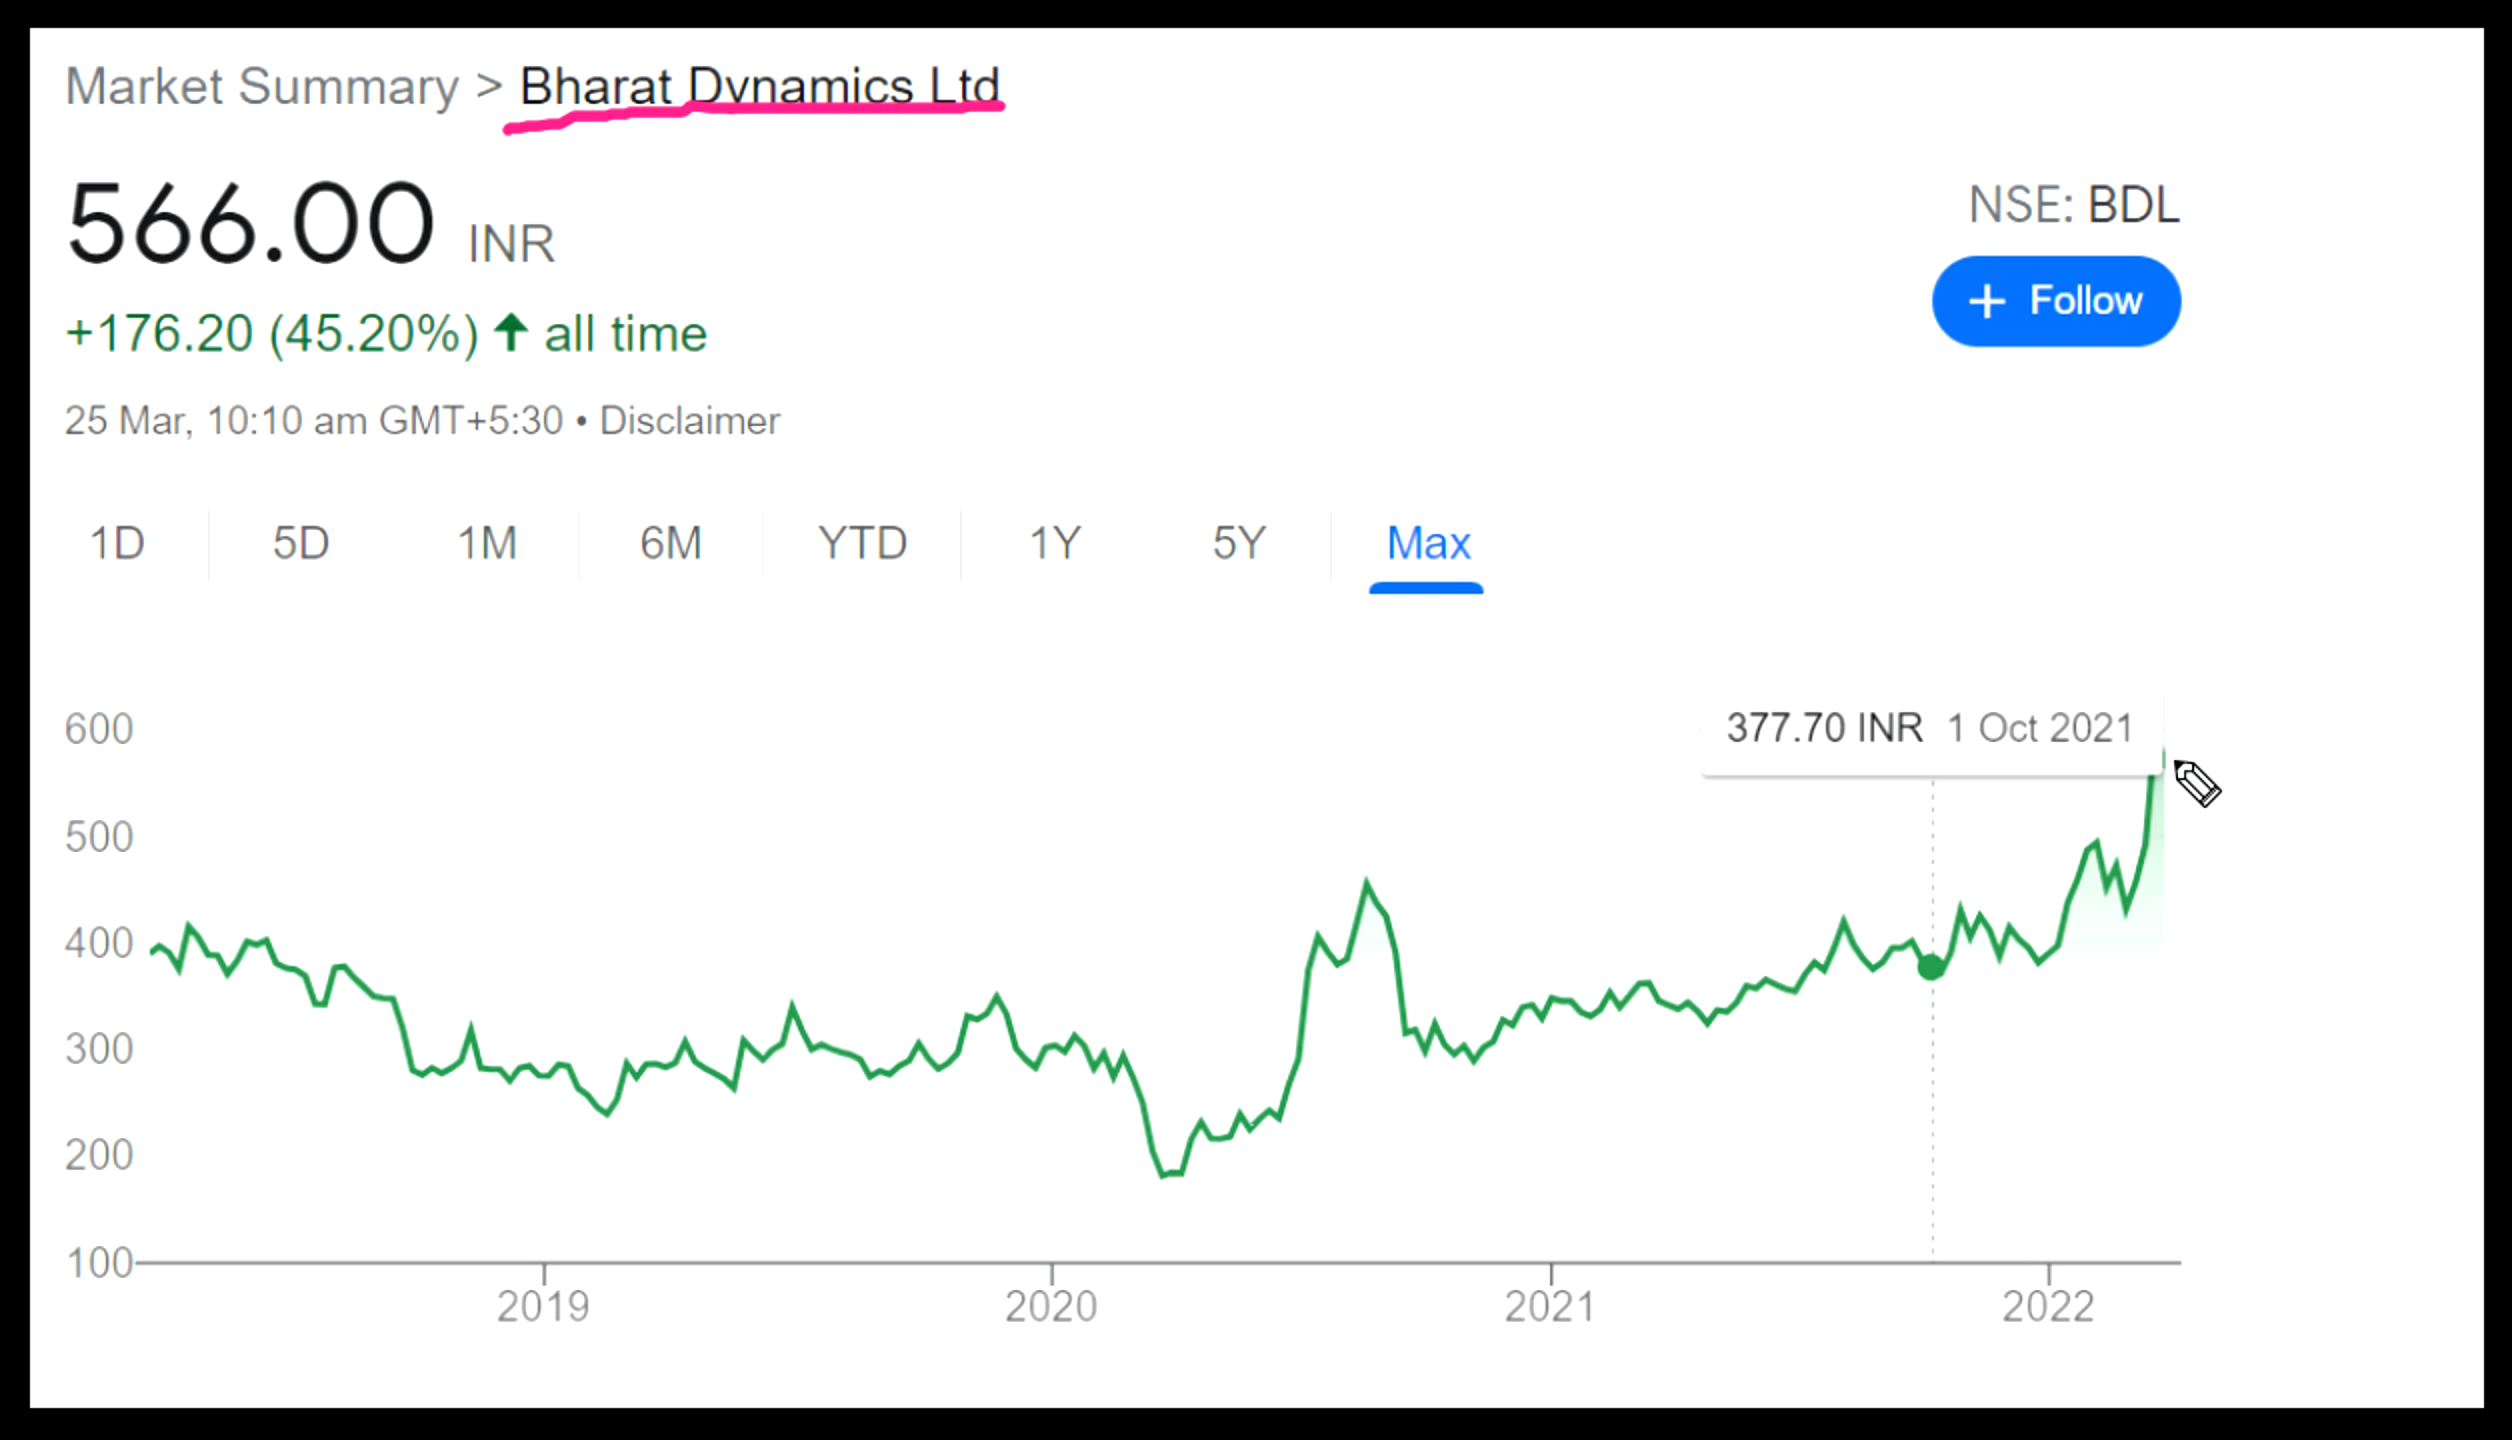 Market Summary > Bharat Dynamics Ltd
566.00 INR
NSE: BDL
+ Follow
+176.20 (45.20%) ↑ all time
25 Mar, 10:10 am GMT+5:30 • Disclaimer
1D 5D 1M 6M YTD 1Y 5Y Max
377.70 INR 1 Oct 2021
600
500
400
300
200
100
2019 2020 2021 2022